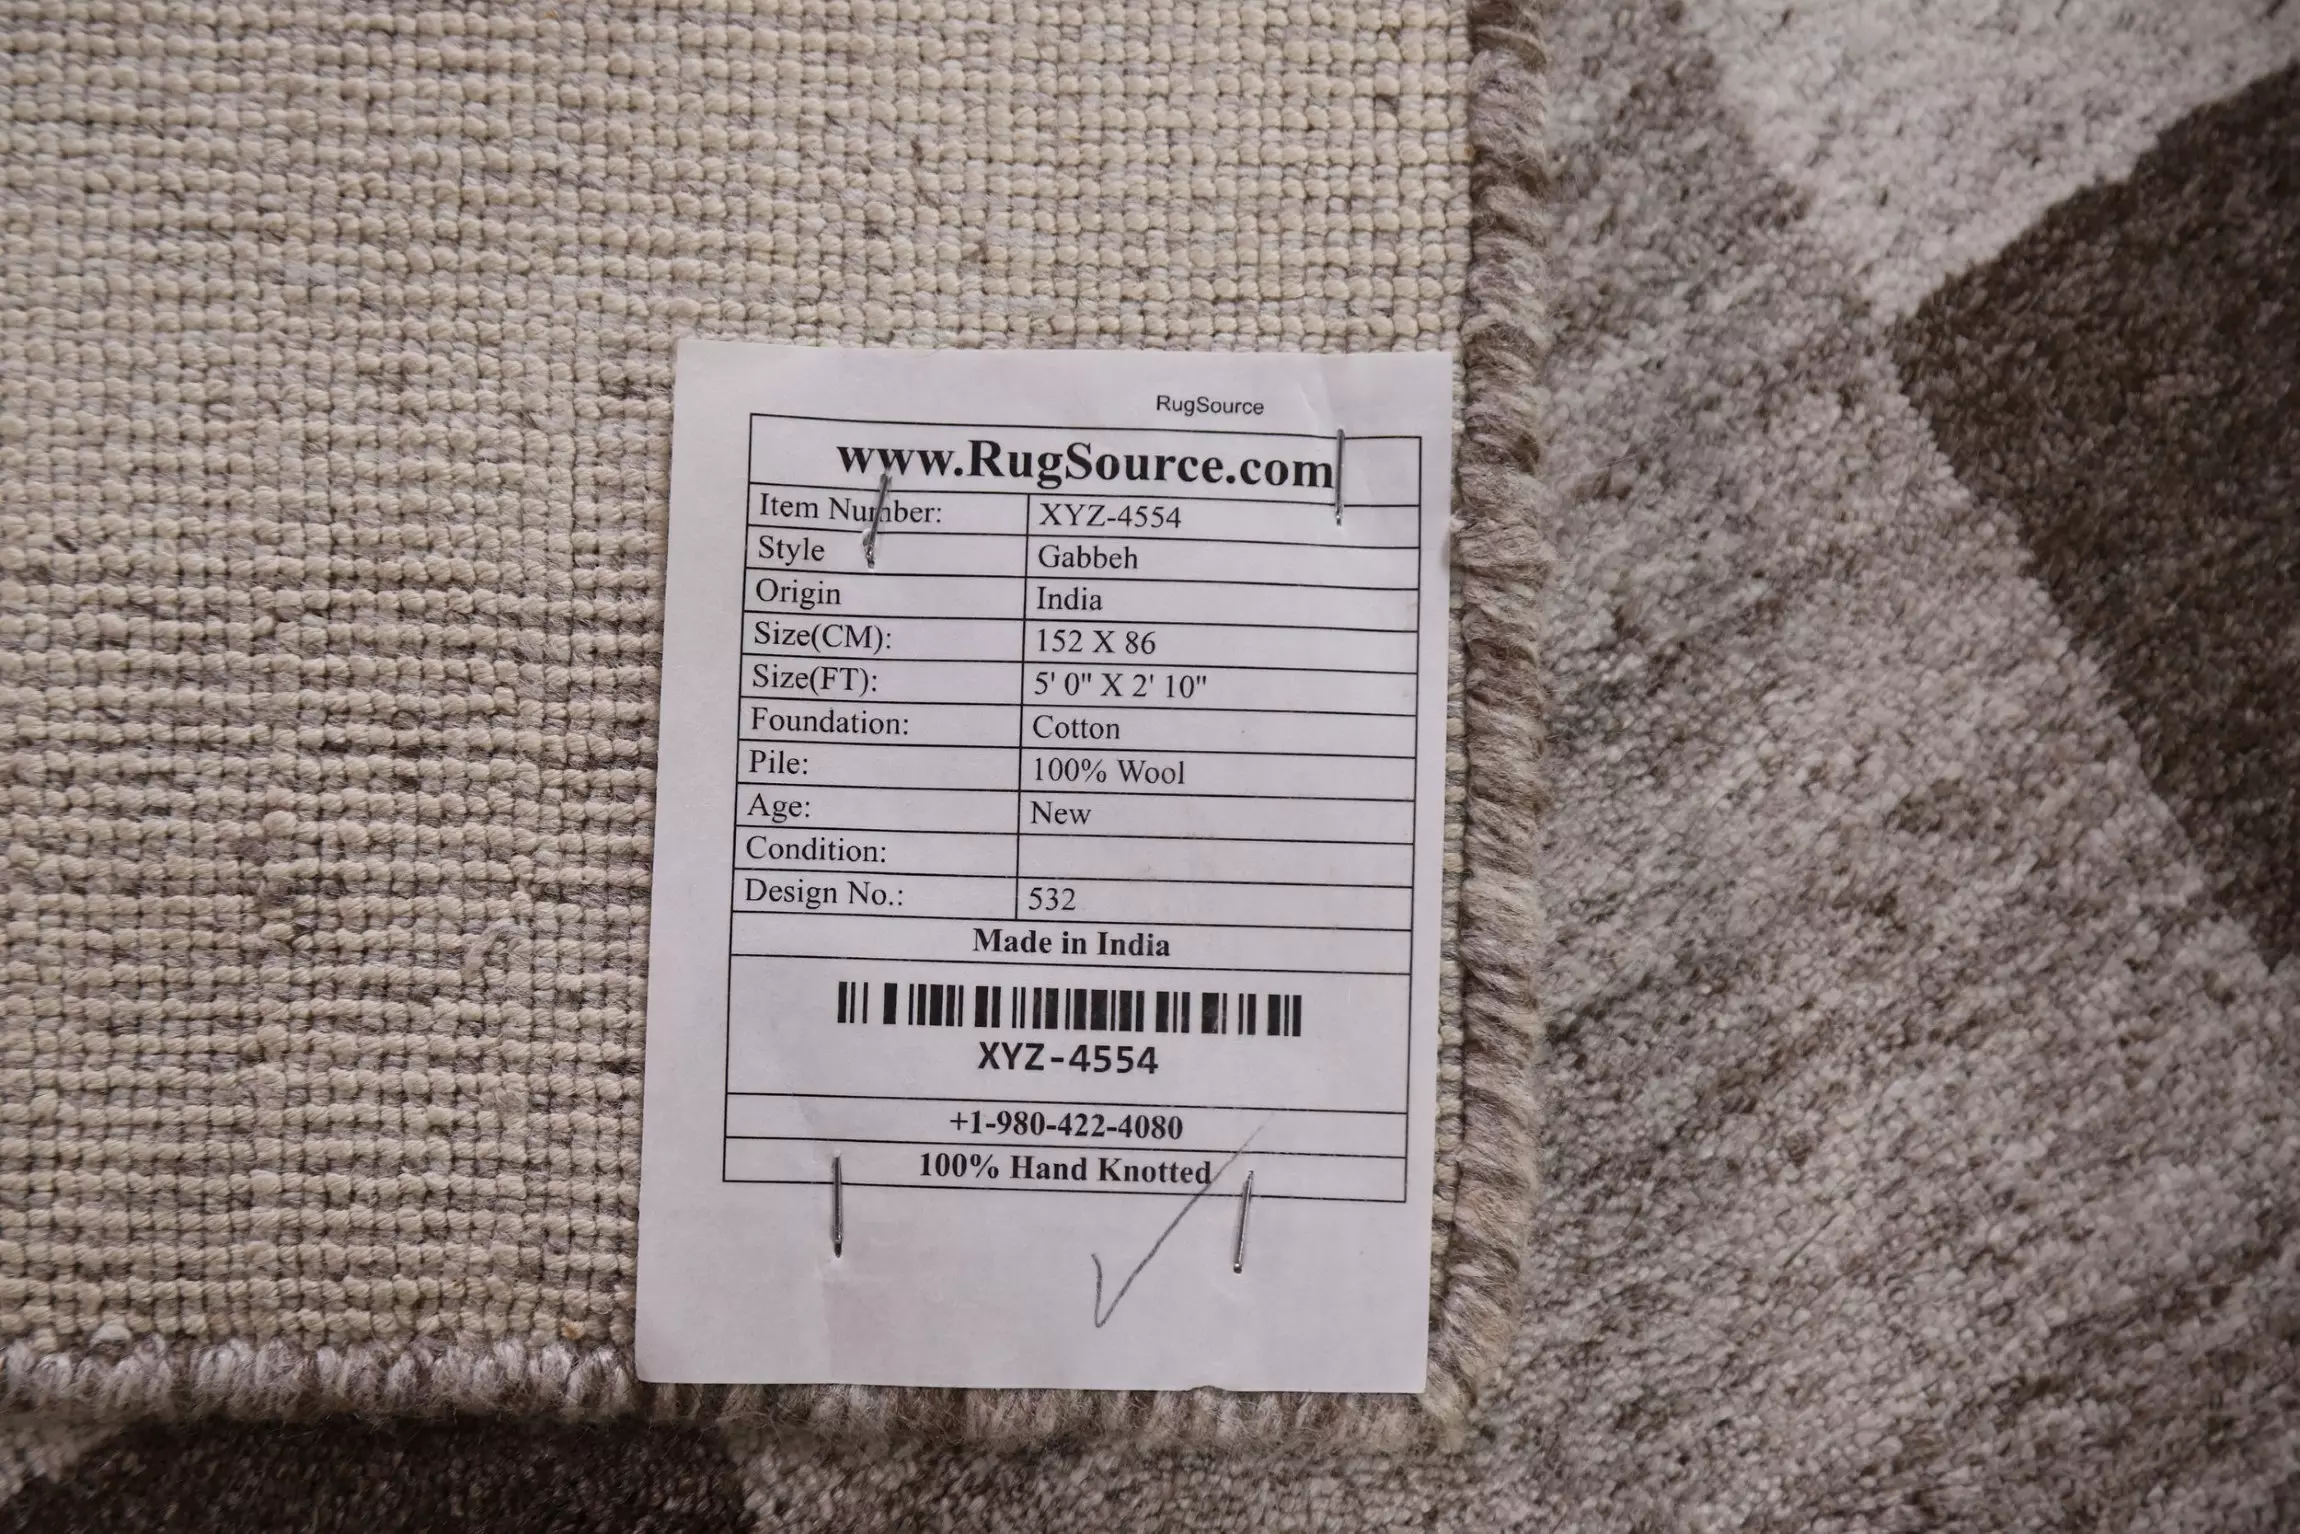 RugSource
www.RugSource.com
Item Number: XYZ-4554
Style Gabbeh
Origin India
Size(CM): 152 X 86
Size(FT): 5' 0" X 2' 10"
Foundation: Cotton
Pile: 100% Wool
Age: New
Condition:
Design No.: 532
Made in India
XYZ-4554
+1-980-422-4080
100% Hand Knotted